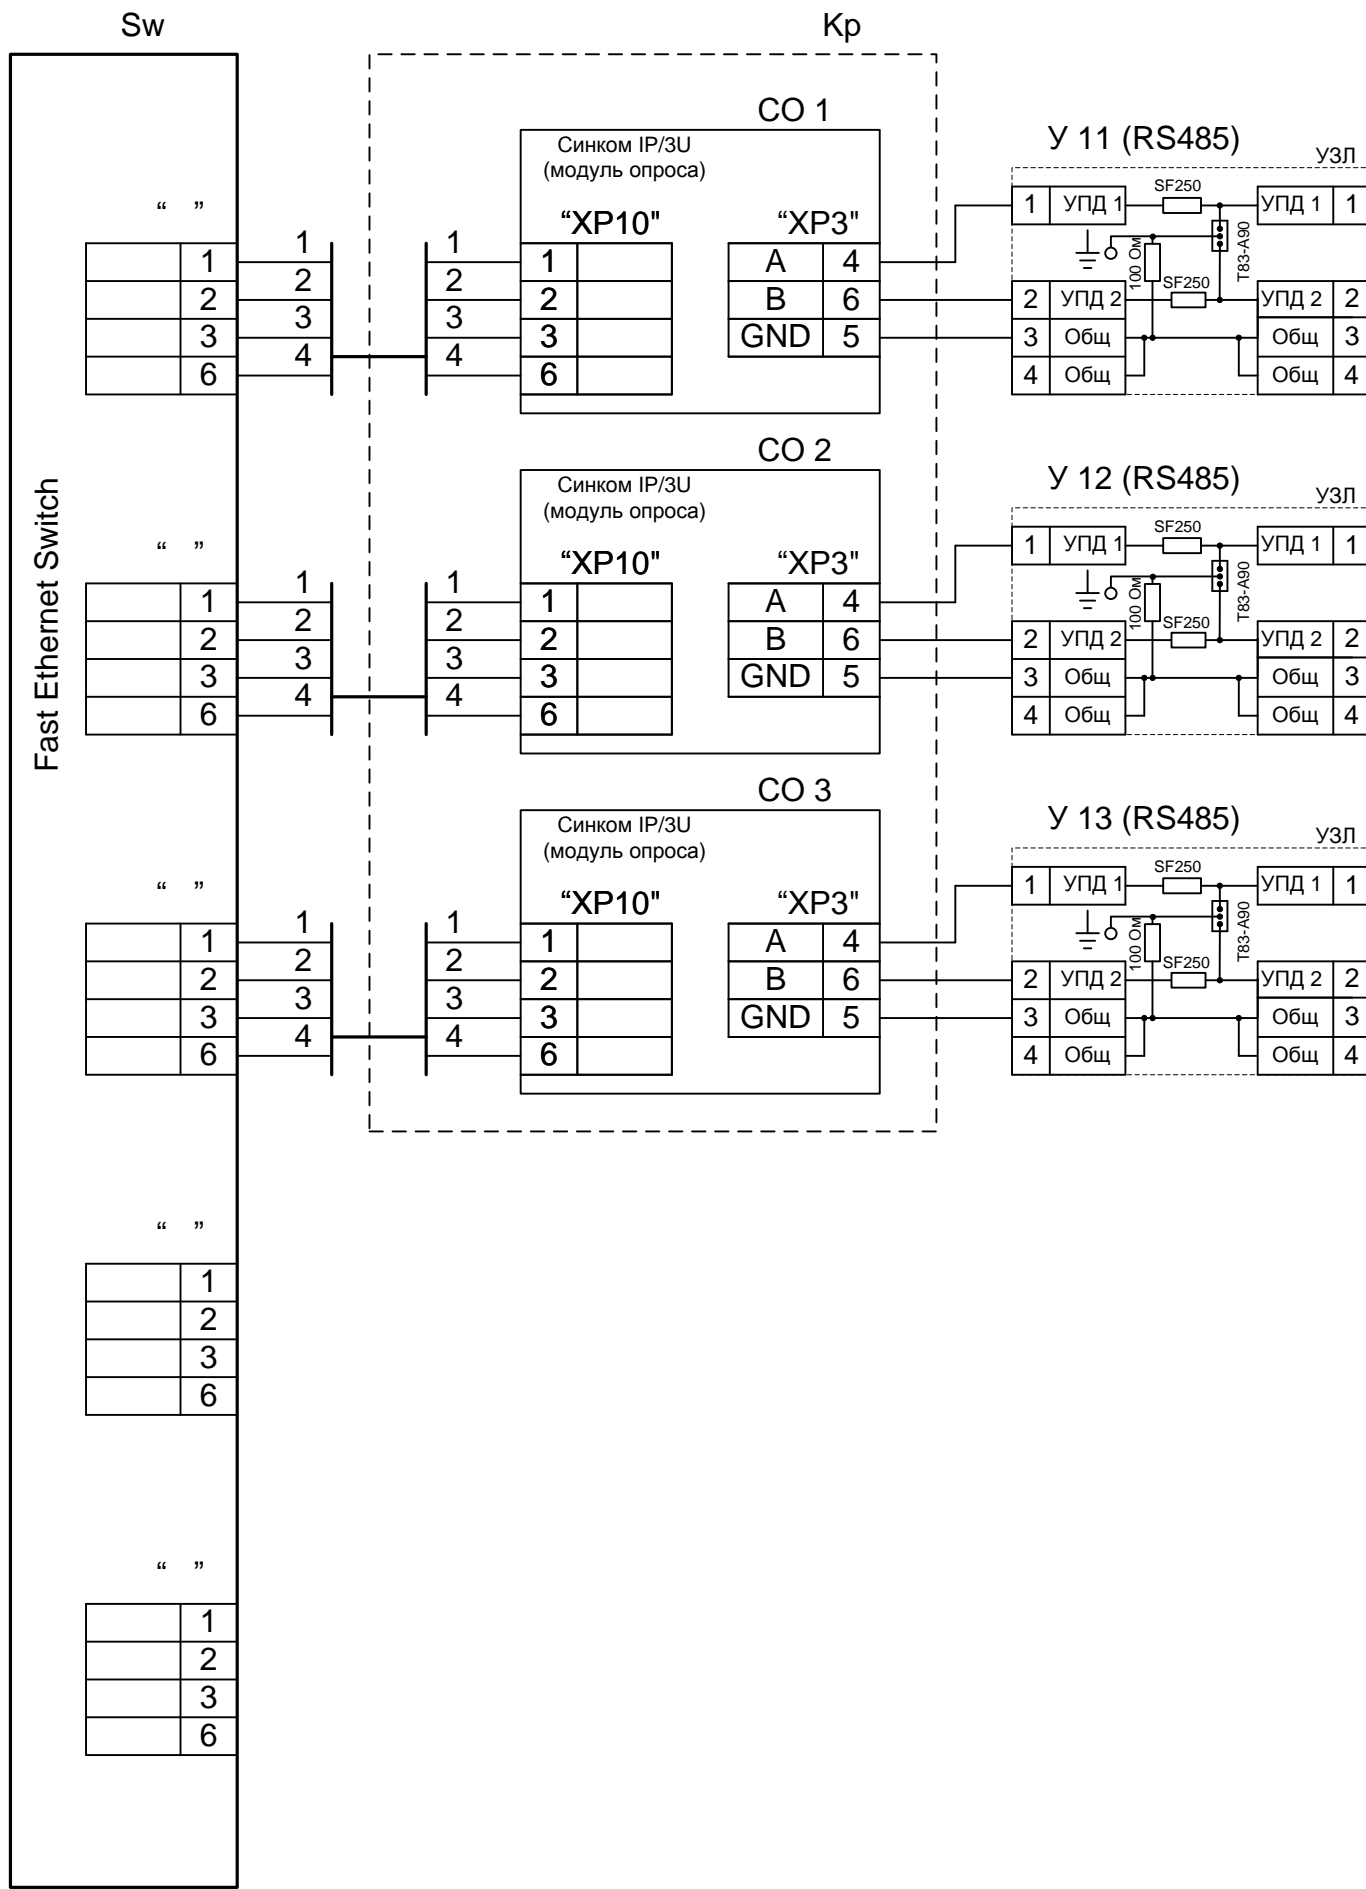 Sw
Кр
Fast Ethernet Switch
СО 1
Синком IP/3U
(модуль опроса)
“ ”
1
2
3
6
1
2
3
4
1
2
3
4
“XP10"
1
2
3
6
“XP3"
A 4
B 6
GND 5
У 11 (RS485)
УЗЛ
1 УПД 1
SF250
УПД 1 1
100 Ом
T83-A90
2 УПД 2
SF250
УПД 2 2
3 Общ
Общ 3
4 Общ
Общ 4
СО 2
Синком IP/3U
(модуль опроса)
“ ”
1
2
3
6
1
2
3
4
1
2
3
4
“XP10"
1
2
3
6
“XP3"
A 4
B 6
GND 5
У 12 (RS485)
УЗЛ
1 УПД 1
SF250
УПД 1 1
100 Ом
T83-A90
2 УПД 2
SF250
УПД 2 2
3 Общ
Общ 3
4 Общ
Общ 4
СО 3
Синком IP/3U
(модуль опроса)
“ ”
1
2
3
6
1
2
3
4
1
2
3
4
“XP10"
1
2
3
6
“XP3"
A 4
B 6
GND 5
У 13 (RS485)
УЗЛ
1 УПД 1
SF250
УПД 1 1
100 Ом
T83-A90
2 УПД 2
SF250
УПД 2 2
3 Общ
Общ 3
4 Общ
Общ 4
“ ”
1
2
3
6
“ ”
1
2
3
6